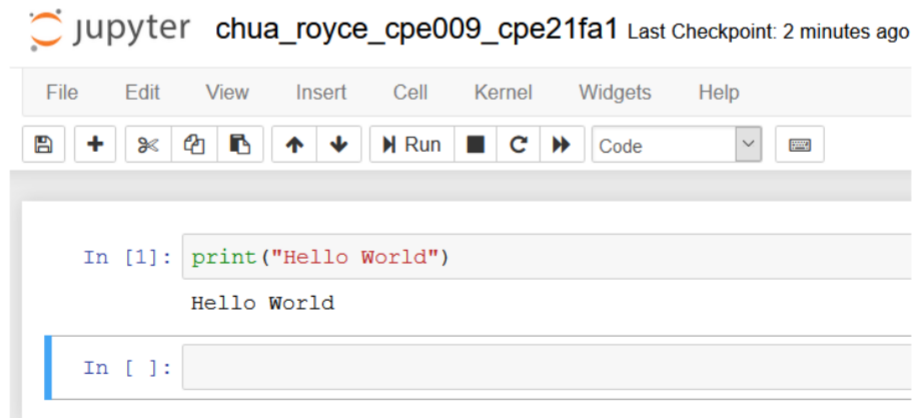 jupyter chua_royce_cpe009_cpe21fa1 Last Checkpoint: 2 minutes ago
File Edit View Insert Cell Kernel Widgets Help
Run Code
In [1]: print("Hello World")
Hello World
In [ ]: